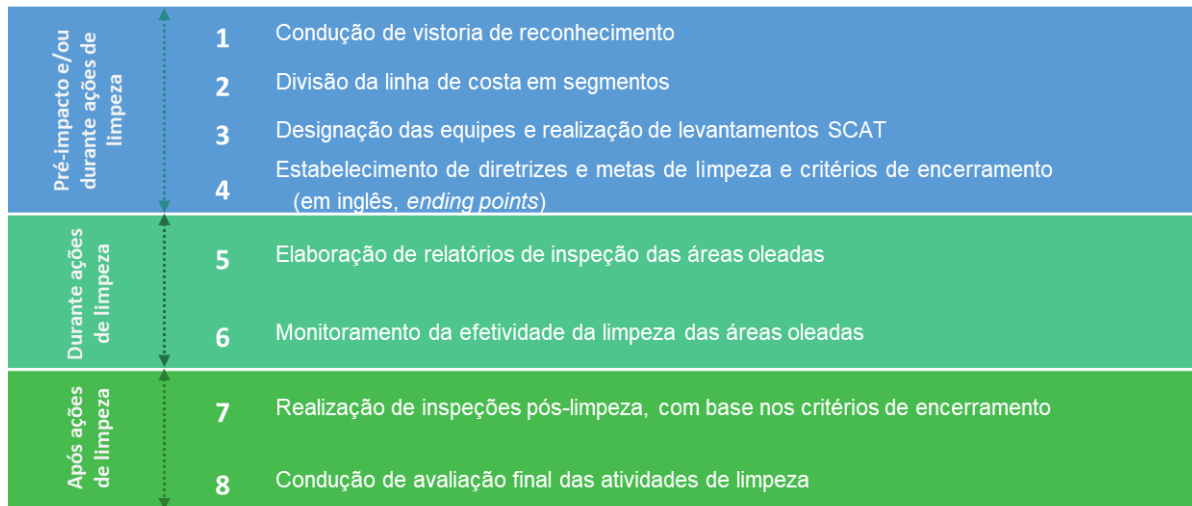 Pré-impacto e/ou
durante ações de
limpeza
1 Condução de vistoria de reconhecimento
2 Divisão da linha de costa em segmentos
3 Designação das equipes e realização de levantamentos SCAT
4 Estabelecimento de diretrizes e metas de limpeza e critérios de encerramento
(em inglês, ending points)
Durante ações
de limpeza
5 Elaboração de relatórios de inspeção das áreas oleadas
6 Monitoramento da efetividade da limpeza das áreas oleadas
Após ações
de limpeza
7 Realização de inspeções pós-limpeza, com base nos critérios de encerramento
8 Condução de avaliação final das atividades de limpeza